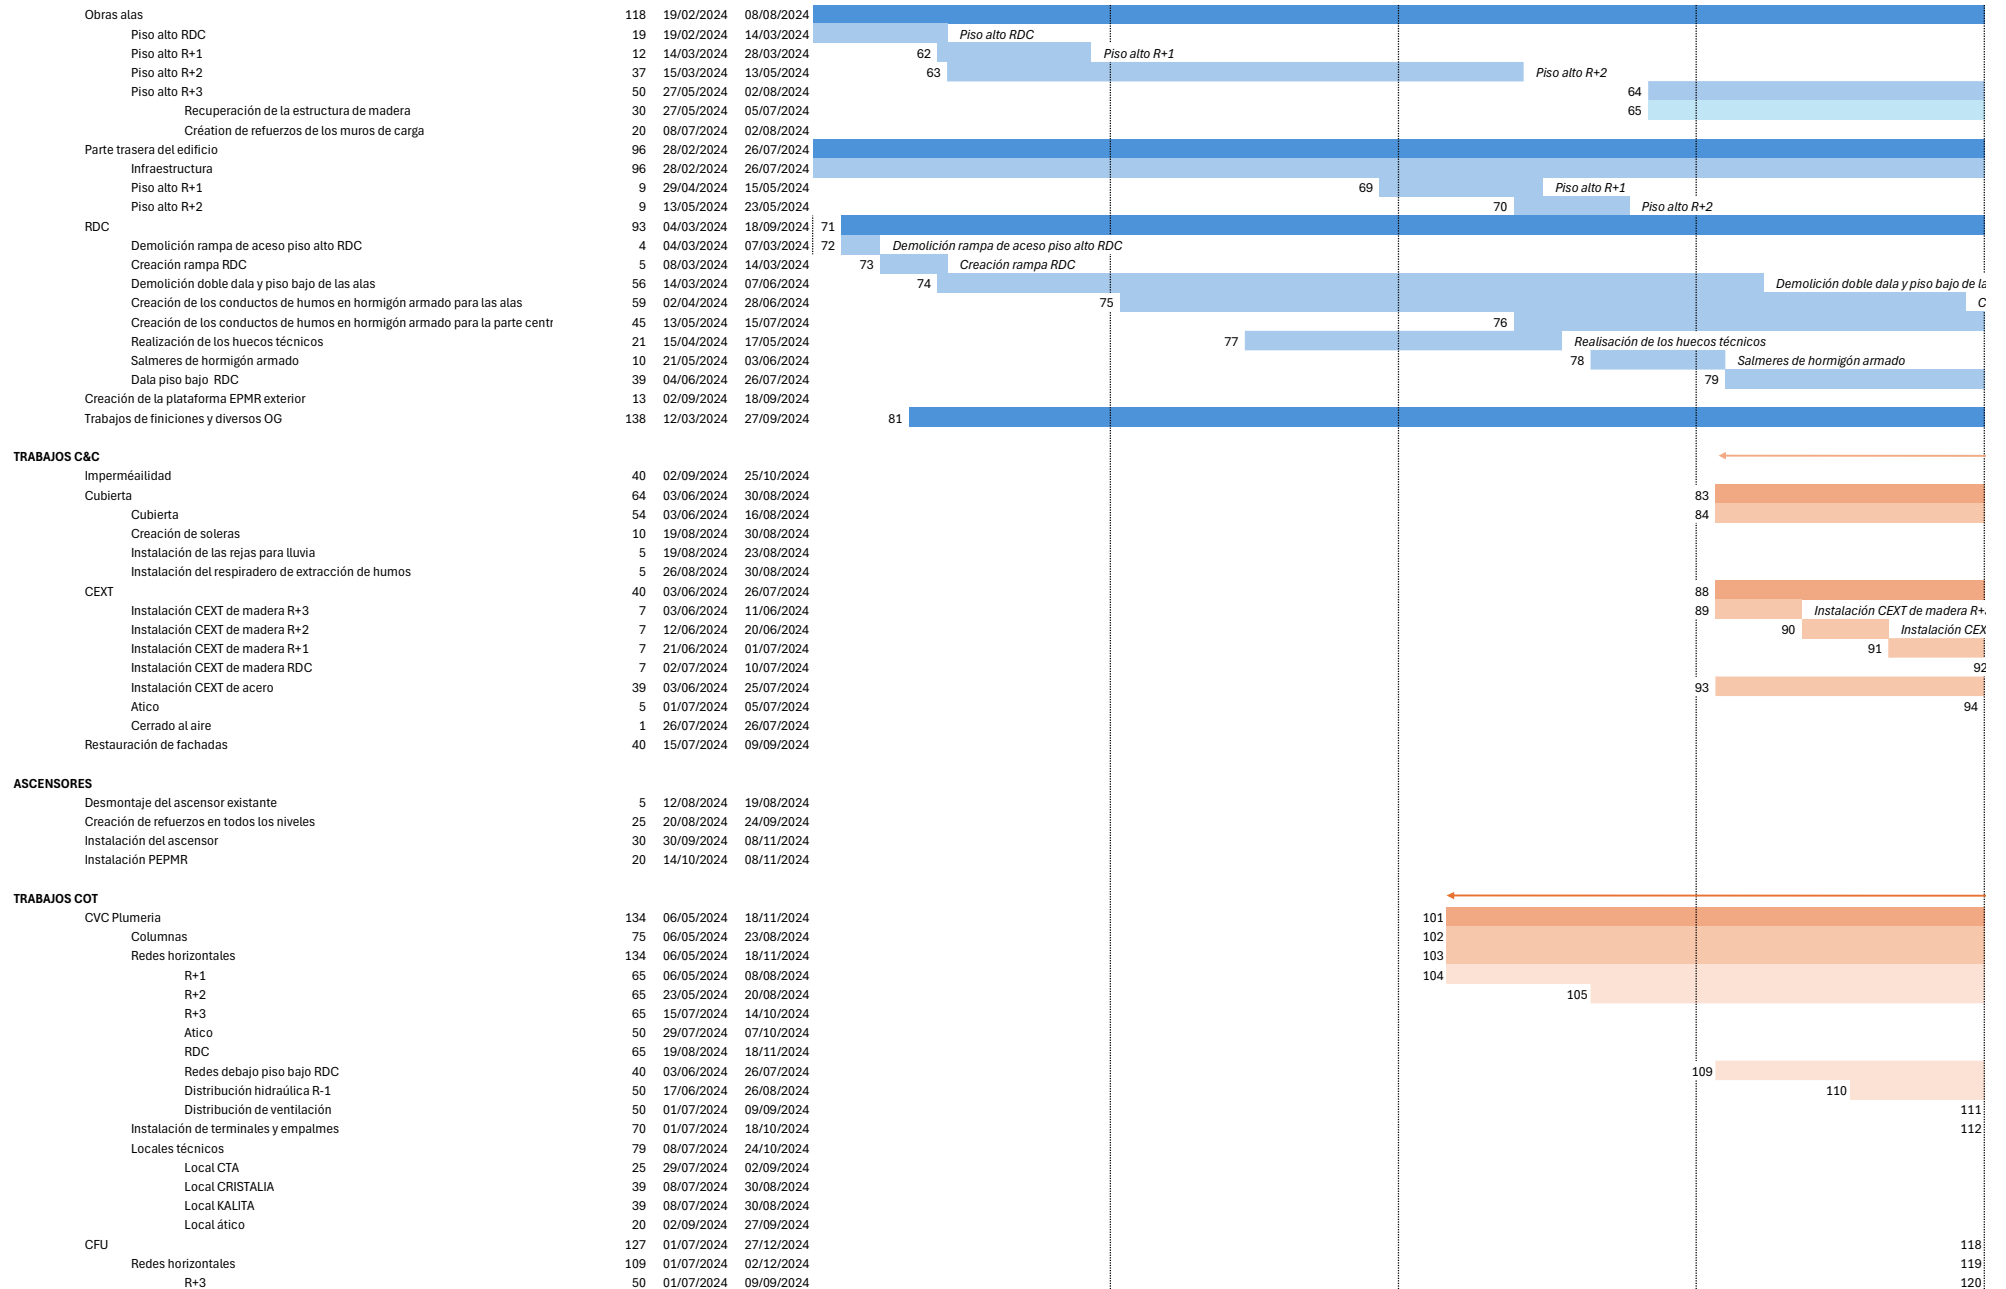 Obras alas 118 19/02/2024 08/08/2024
Piso alto RDC 19 19/02/2024 14/03/2024 Piso alto RDC
Piso alto R+1 12 14/03/2024 28/03/2024 62 Piso alto R+1
Piso alto R+2 37 15/03/2024 13/05/2024 63 Piso alto R+2
Piso alto R+3 50 27/05/2024 02/08/2024 64
Recuperación de la estructura de madera 30 27/05/2024 05/07/2024 65
Création de refuerzos de los muros de carga 20 08/07/2024 02/08/2024
Parte trasera del edificio 96 28/02/2024 26/07/2024
Infraestructura 96 28/02/2024 26/07/2024
Piso alto R+1 9 29/04/2024 15/05/2024 69 Piso alto R+1
Piso alto R+2 9 13/05/2024 23/05/2024 70 Piso alto R+2
RDC 93 04/03/2024 18/09/2024 71
Demolición rampa de aceso piso alto RDC 4 04/03/2024 07/03/2024 72 Demolición rampa de aceso piso alto RDC
Creación rampa RDC 5 08/03/2024 14/03/2024 73 Creación rampa RDC
Demolición doble dala y piso bajo de las alas 56 14/03/2024 07/06/2024 74 Demolición doble dala y piso bajo de la
Creación de los conductos de humos en hormigón armado para las alas 59 02/04/2024 28/06/2024 75 C
Creación de los conductos de humos en hormigón armado para la parte centr 45 13/05/2024 15/07/2024 76
Realización de los huecos técnicos 21 15/04/2024 17/05/2024 77 Realisación de los huecos técnicos
Salmeres de hormigón armado 10 21/05/2024 03/06/2024 78 Salmeres de hormigón armado
Dala piso bajo RDC 39 04/06/2024 26/07/2024 79
Creación de la plataforma EPMR exterior 13 02/09/2024 18/09/2024
Trabajos de finiciones y diversos OG 138 12/03/2024 27/09/2024 81
TRABAJOS C&C
Imperméailidad 40 02/09/2024 25/10/2024
Cubierta 64 03/06/2024 30/08/2024 83
Cubierta 54 03/06/2024 16/08/2024 84
Creación de soleras 10 19/08/2024 30/08/2024
Instalación de las rejas para lluvia 5 19/08/2024 23/08/2024
Instalación del respiradero de extracción de humos 5 26/08/2024 30/08/2024
CEXT 40 03/06/2024 26/07/2024 88
Instalación CEXT de madera R+3 7 03/06/2024 11/06/2024 89 Instalación CEXT de madera R+
Instalación CEXT de madera R+2 7 12/06/2024 20/06/2024 90 Instalación CEX
Instalación CEXT de madera R+1 7 21/06/2024 01/07/2024 91
Instalación CEXT de madera RDC 7 02/07/2024 10/07/2024 92
Instalación CEXT de acero 39 03/06/2024 25/07/2024 93
Atico 5 01/07/2024 05/07/2024 94
Cerrado al aire 1 26/07/2024 26/07/2024
Restauración de fachadas 40 15/07/2024 09/09/2024
ASCENSORES
Desmontaje del ascensor existante 5 12/08/2024 19/08/2024
Creación de refuerzos en todos los niveles 25 20/08/2024 24/09/2024
Instalación del ascensor 30 30/09/2024 08/11/2024
Instalación PEPMR 20 14/10/2024 08/11/2024
TRABAJOS COT
CVC Plumeria 134 06/05/2024 18/11/2024 101
Columnas 75 06/05/2024 23/08/2024 102
Redes horizontales 134 06/05/2024 18/11/2024 103
R+1 65 06/05/2024 08/08/2024 104
R+2 65 23/05/2024 20/08/2024 105
R+3 65 15/07/2024 14/10/2024
Atico 50 29/07/2024 07/10/2024
RDC 65 19/08/2024 18/11/2024
Redes debajo piso bajo RDC 40 03/06/2024 26/07/2024 109
Distribución hidraúlica R-1 50 17/06/2024 26/08/2024 110
Distribución de ventilación 50 01/07/2024 09/09/2024 111
Instalación de terminales y empalmes 70 01/07/2024 18/10/2024 112
Locales técnicos 79 08/07/2024 24/10/2024
Local CTA 25 29/07/2024 02/09/2024
Local CRISTALIA 39 08/07/2024 30/08/2024
Local KALITA 39 08/07/2024 30/08/2024
Local ático 20 02/09/2024 27/09/2024
CFU 127 01/07/2024 27/12/2024 118
Redes horizontales 109 01/07/2024 02/12/2024 119
R+3 50 01/07/2024 09/09/2024 120